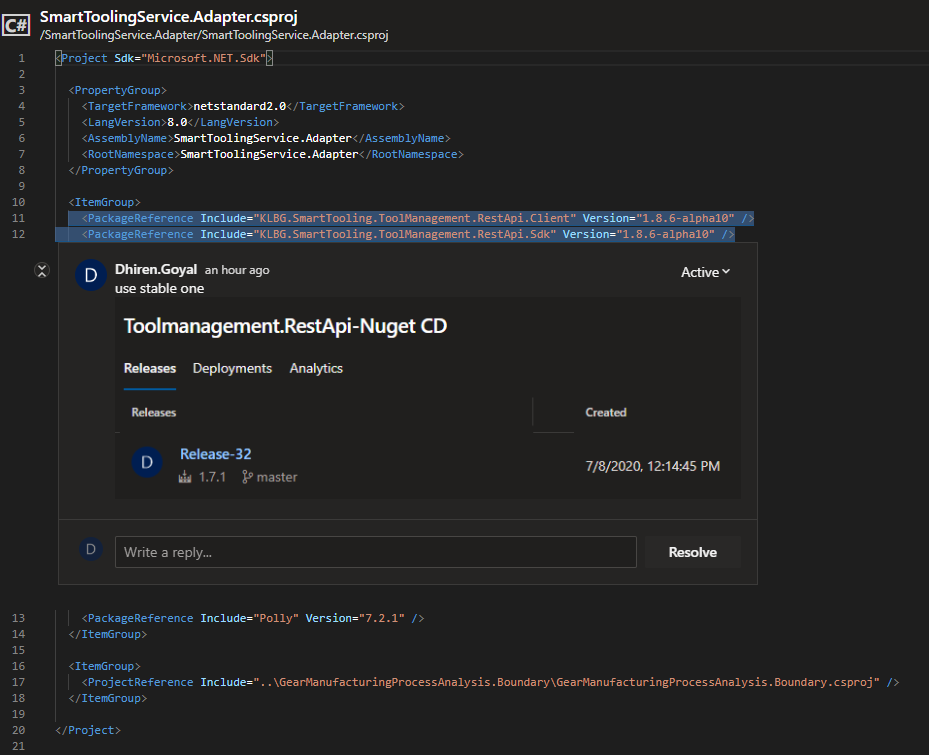 C#
SmartToolingService.Adapter.csproj
/SmartToolingService.Adapter/SmartToolingService.Adapter.csproj
1 <Project Sdk="Microsoft.NET.Sdk">
2
3 <PropertyGroup>
4 <TargetFramework>netstandard2.0</TargetFramework>
5 <LangVersion>8.0</LangVersion>
6 <AssemblyName>SmartToolingService.Adapter</AssemblyName>
7 <RootNamespace>SmartToolingService.Adapter</RootNamespace>
8 </PropertyGroup>
9
10 <ItemGroup>
11 <PackageReference Include="KLBG.SmartTooling.ToolManagement.RestApi.Client" Version="1.8.6-alpha10" />
12 <PackageReference Include="KLBG.SmartTooling.ToolManagement.RestApi.Sdk" Version="1.8.6-alpha10" />
D Dhiren.Goyal an hour ago Active
use stable one
Toolmanagement.RestApi-Nuget CD
Releases Deployments Analytics
Releases Created
D Release-32
1.7.1 master 7/8/2020, 12:14:45 PM
D Write a reply... Resolve
13 <PackageReference Include="Polly" Version="7.2.1" />
14 </ItemGroup>
15
16 <ItemGroup>
17 <ProjectReference Include="..\GearManufacturingProcessAnalysis.Boundary\GearManufacturingProcessAnalysis.Boundary.csproj" />
18 </ItemGroup>
19
20 </Project>
21